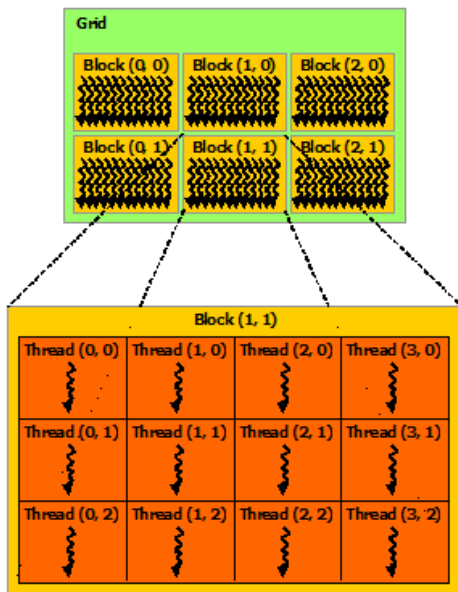 Grid
Block (0, 0) Block (1, 0) Block (2, 0)
Block (0, 1) Block (1, 1) Block (2, 1)
Block (1, 1)
Thread (0, 0) Thread (1, 0) Thread (2, 0) Thread (3, 0)
Thread (0, 1) Thread (1, 1) Thread (2, 1) Thread (3, 1)
Thread (0, 2) Thread (1, 2) Thread (2, 2) Thread (3, 2)